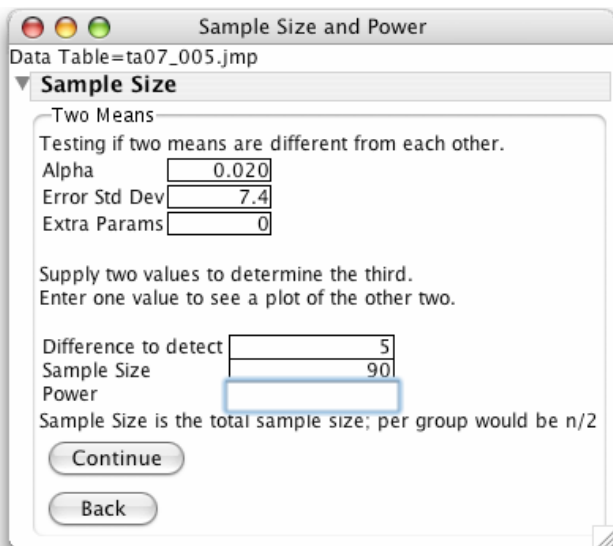 Sample Size and Power
Data Table=ta07_005.jmp
Sample Size
Two Means
Testing if two means are different from each other.
Alpha 0.020
Error Std Dev 7.4
Extra Params 0
Supply two values to determine the third.
Enter one value to see a plot of the other two.
Difference to detect 5
Sample Size 90
Power
Sample Size is the total sample size; per group would be n/2
Continue
Back